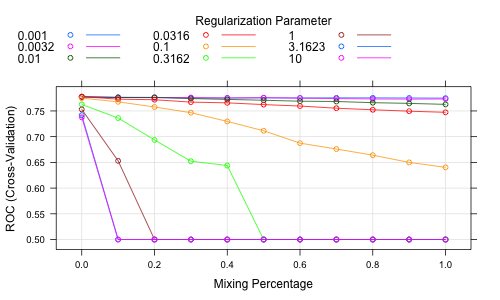 Regularization Parameter
0.001 0.0316 1
0.0032 0.1 3.1623
0.01 0.3162 10
ROC (Cross-Validation)
0.75
0.70
0.65
0.60
0.55
0.50
0.0 0.2 0.4 0.6 0.8 1.0
Mixing Percentage